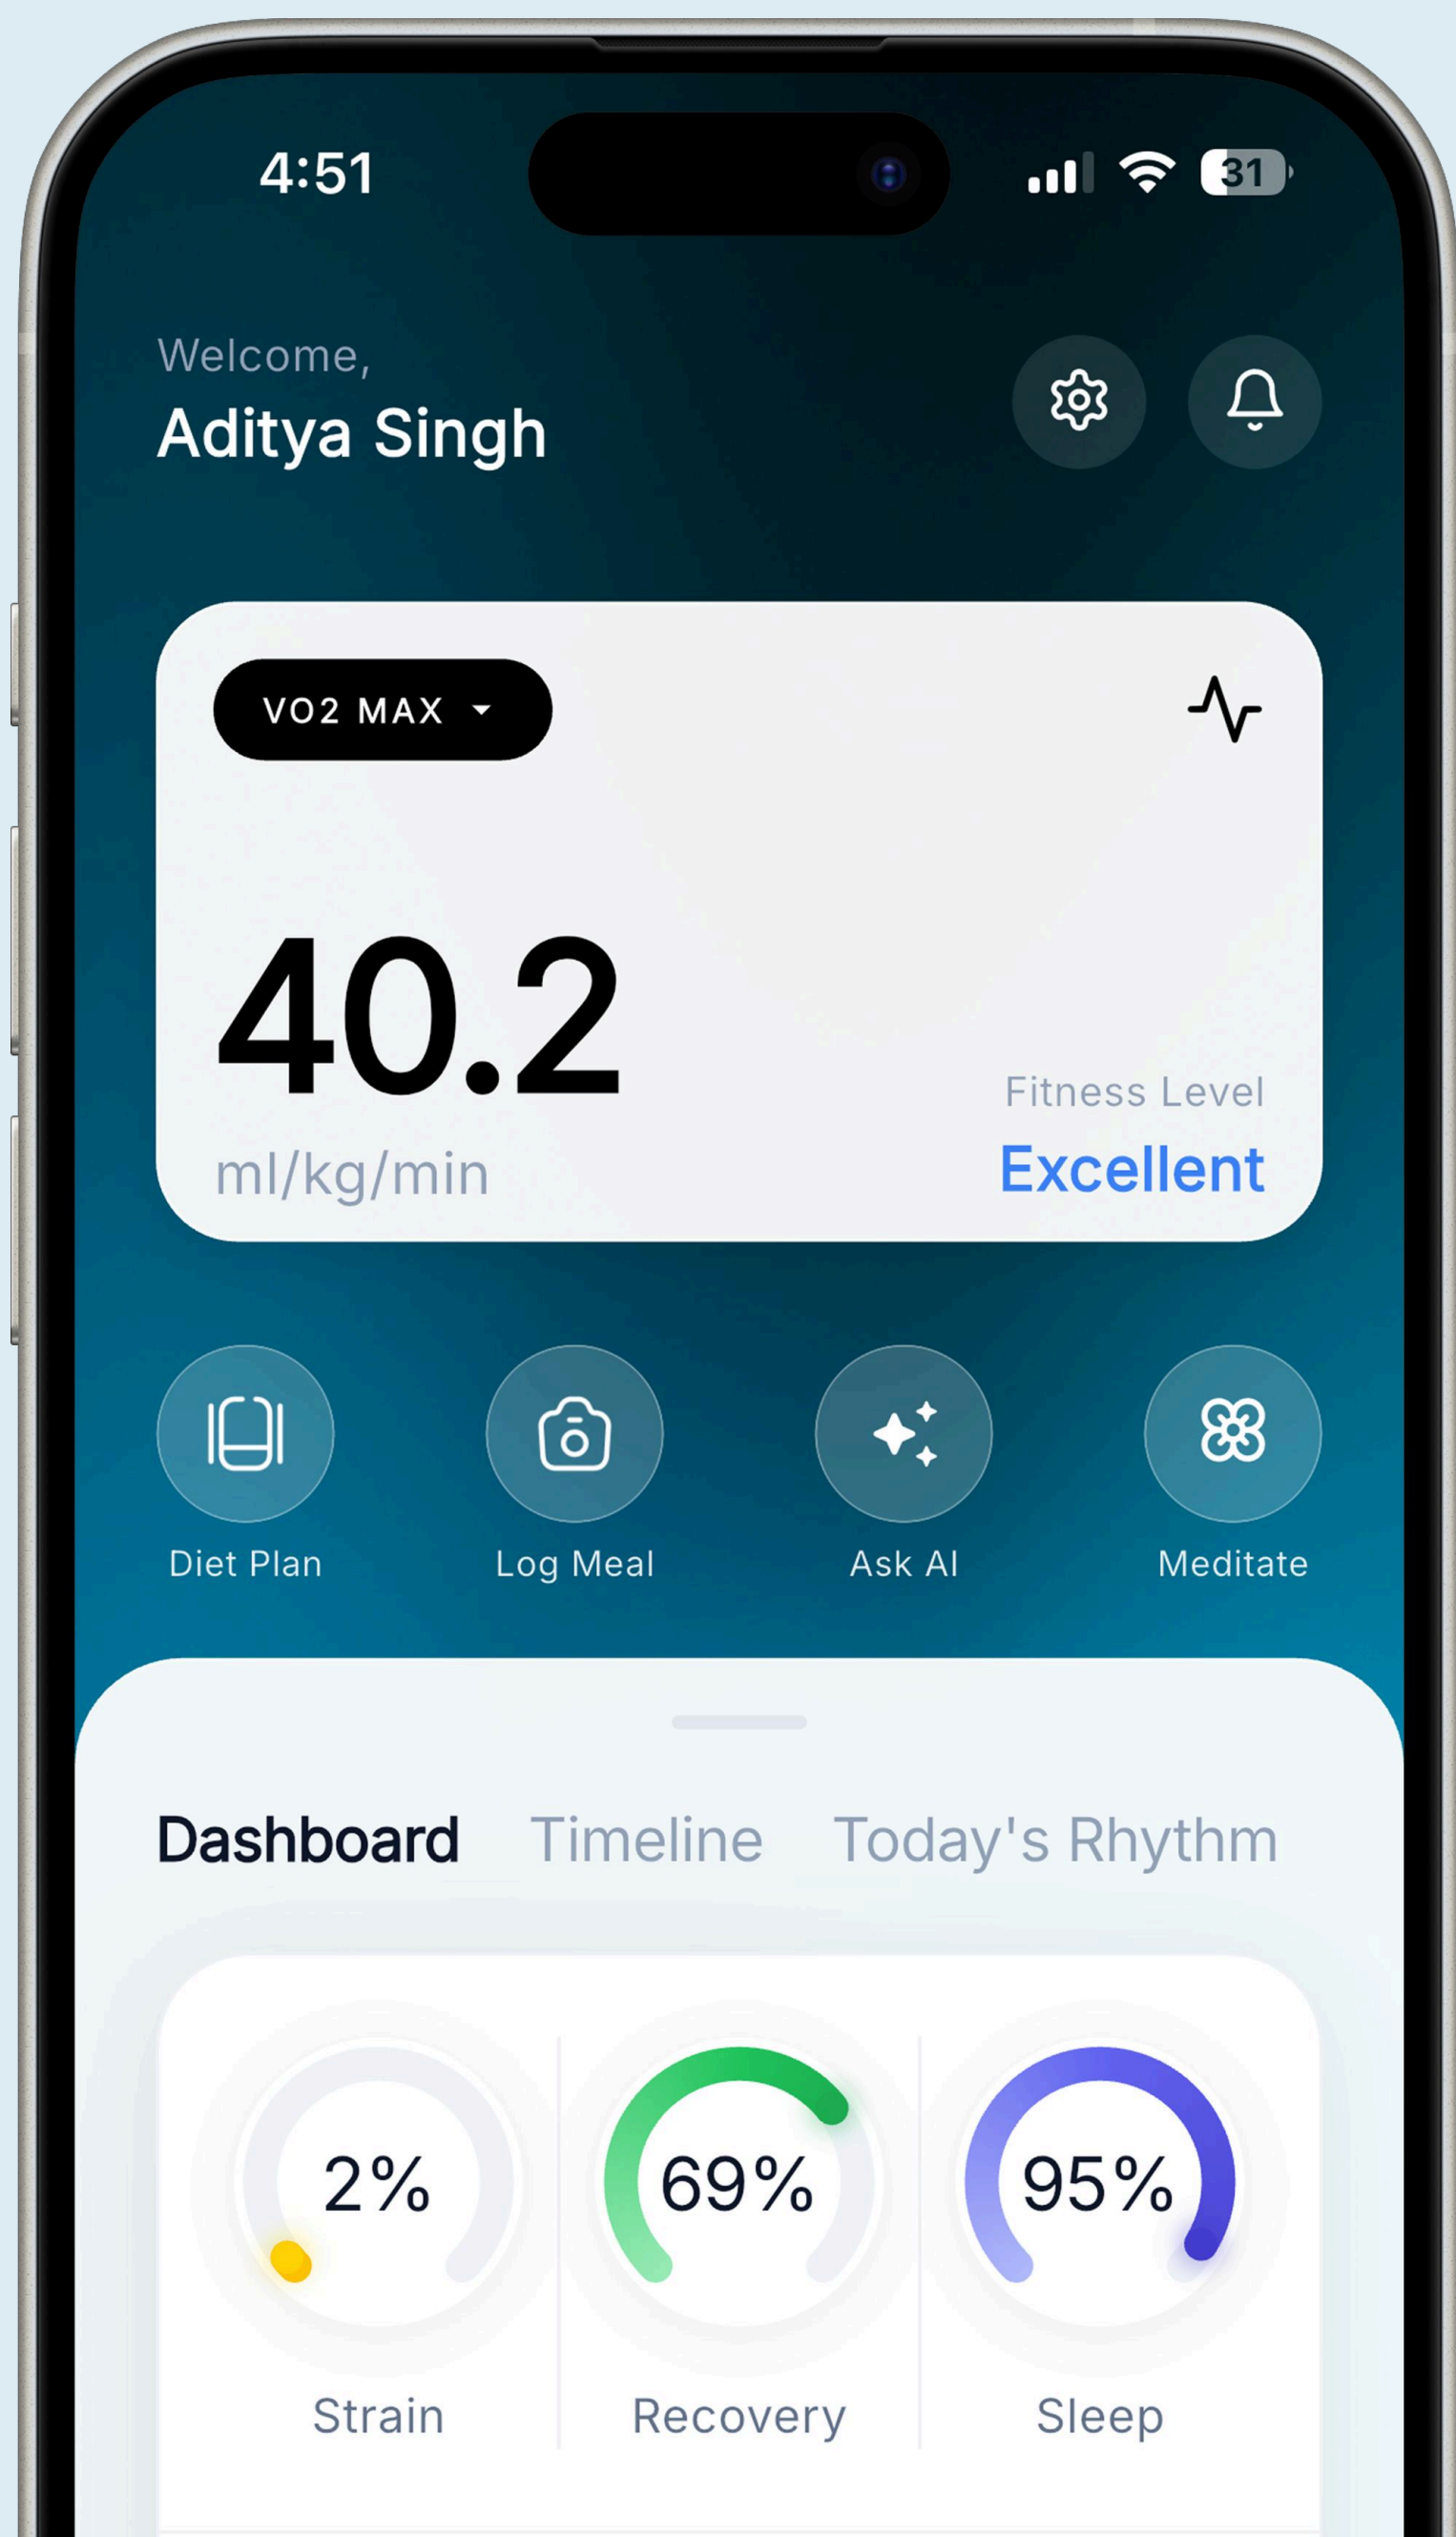 4:51
31
Welcome,
Aditya Singh
VO2 MAX
40.2
ml/kg/min
Fitness Level
Excellent
Diet Plan
Log Meal
Ask AI
Meditate
Dashboard
Timeline
Today's Rhythm
2%
69%
95%
Strain
Recovery
Sleep